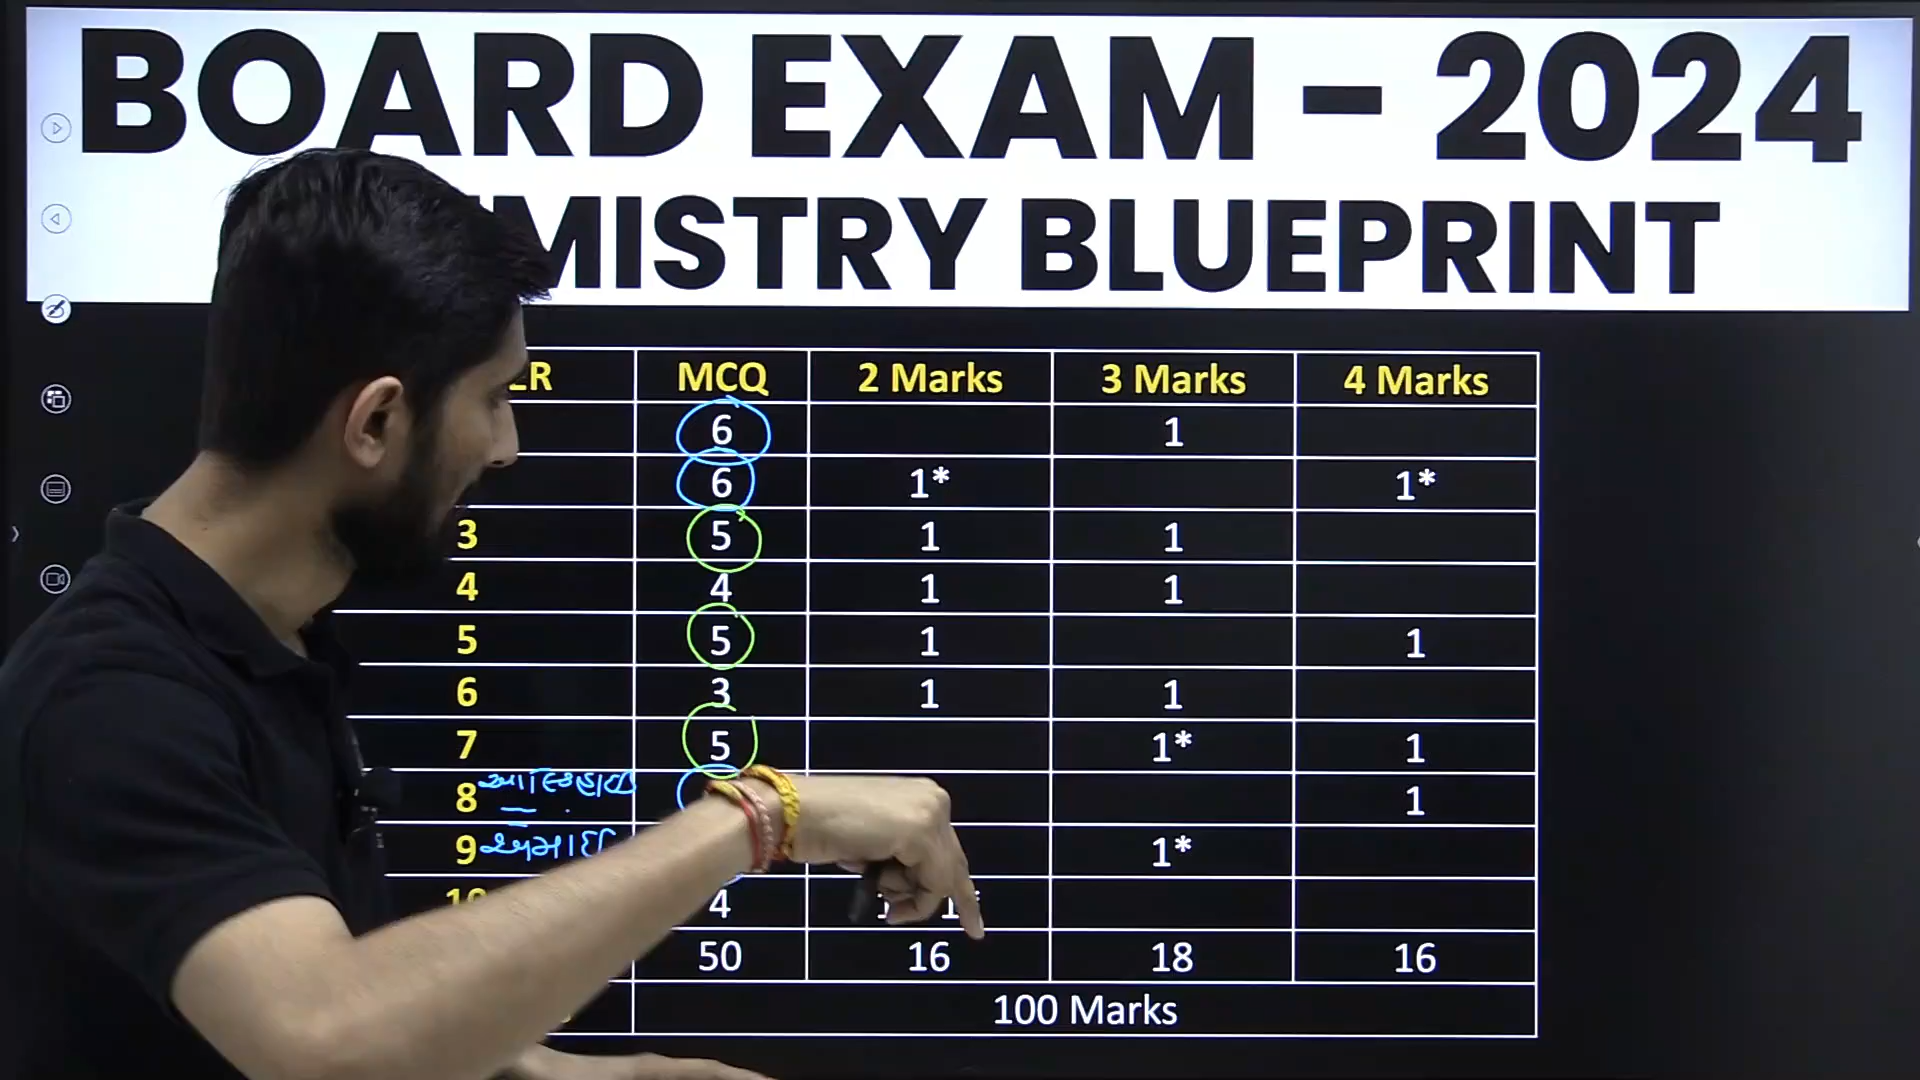 BOARD EXAM - 2024
MISTRY BLUEPRINT
ER MCQ 2 Marks 3 Marks 4 Marks
6 1
6 1* 1*
3 5 1 1
4 4 1 1
5 5 1 1
6 3 1 1
7 5 1* 1
8 1
9 1*
4
50 16 18 16
100 Marks